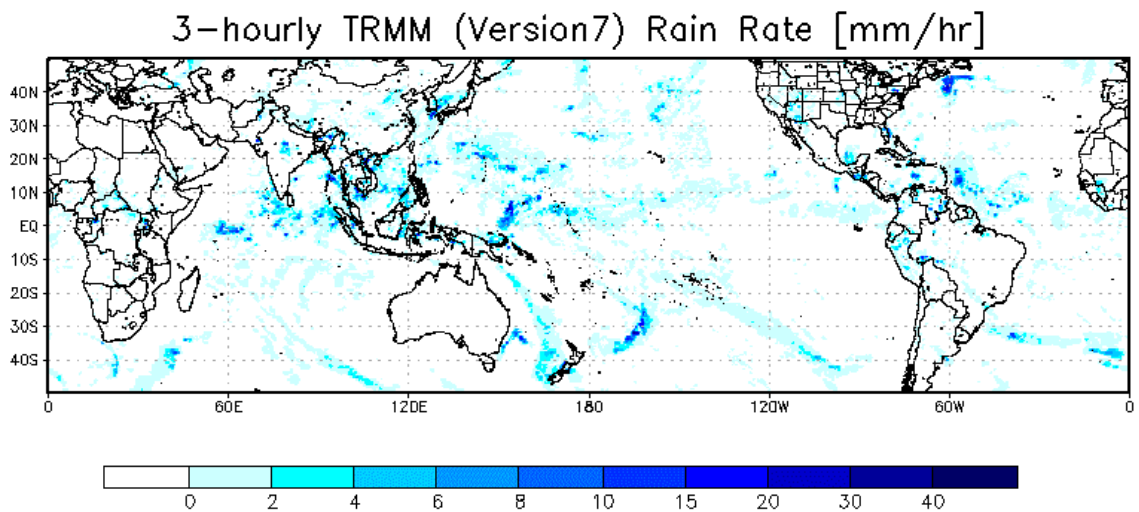 3-hourly TRMM (Version7) Rain Rate [mm/hr]
40N
30N
20N
10N
EQ
10S
20S
30S
40S
0 60E 120E 180 120W 60W 0
0 2 4 6 8 10 15 20 30 40